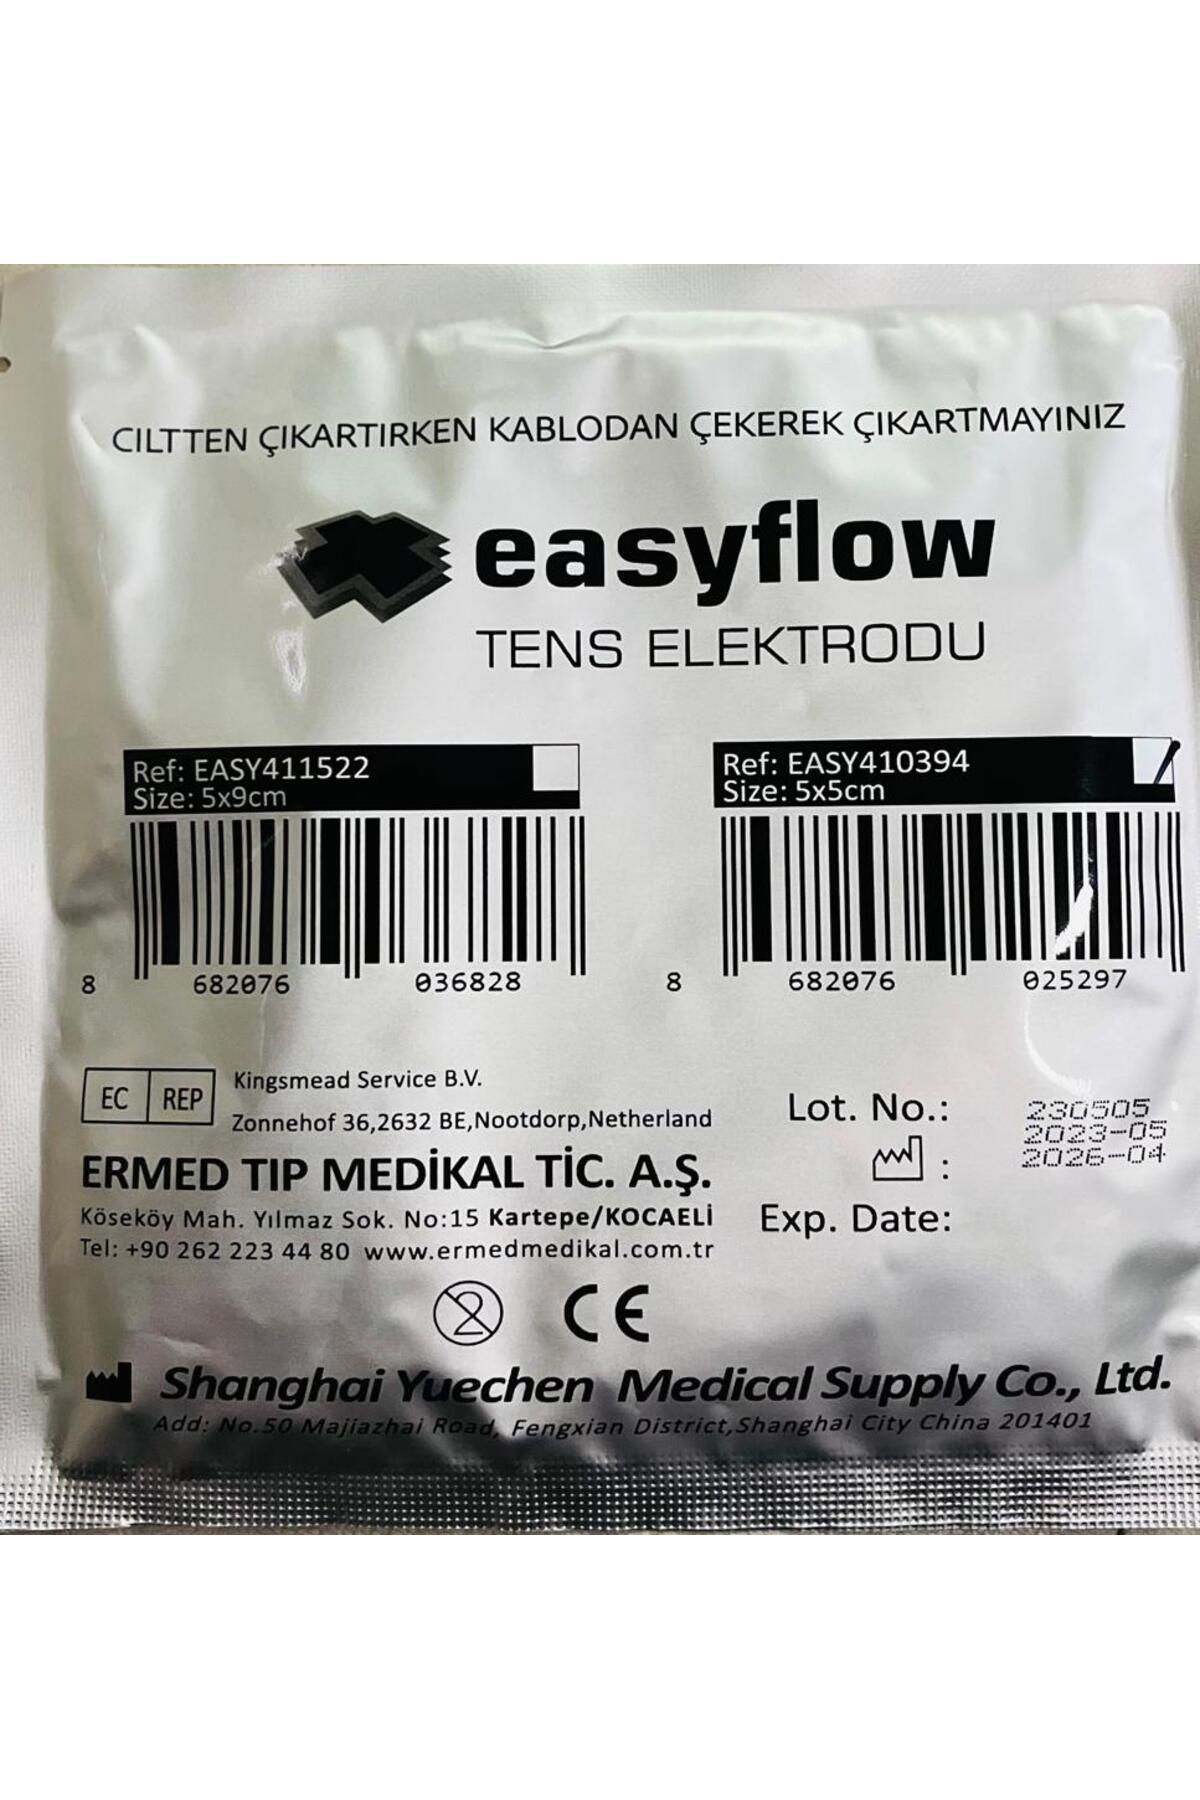 CILTTEN ÇIKARTIRKEN KABLODAN ÇEKEREK ÇIKARTMAYINIZ
easyflow
TENS ELEKTRODU
Ref: EASY411522
Size: 5x9cm
8 682076 036828
Ref: EASY410394
Size: 5x5cm
8 682076 025297
EC REP
Kingsmead Service B.V.
Zonnehof 36,2632 BE,Nootdorp,Netherland
ERMED TIP MEDİKAL TİC. A.Ş.
Köseköy Mah. Yılmaz Sok. No:15 Kartepe/KOCAELİ
Tel: +90 262 223 44 80 www.ermedmedikal.com.tr
Lot. No.: 230505
: 2023-05
Exp. Date: 2026-04
2
CE
Shanghai Yuechen Medical Supply Co., Ltd.
Add: No.50 Majiazhai Road, Fengxian District,Shanghai City China 201401